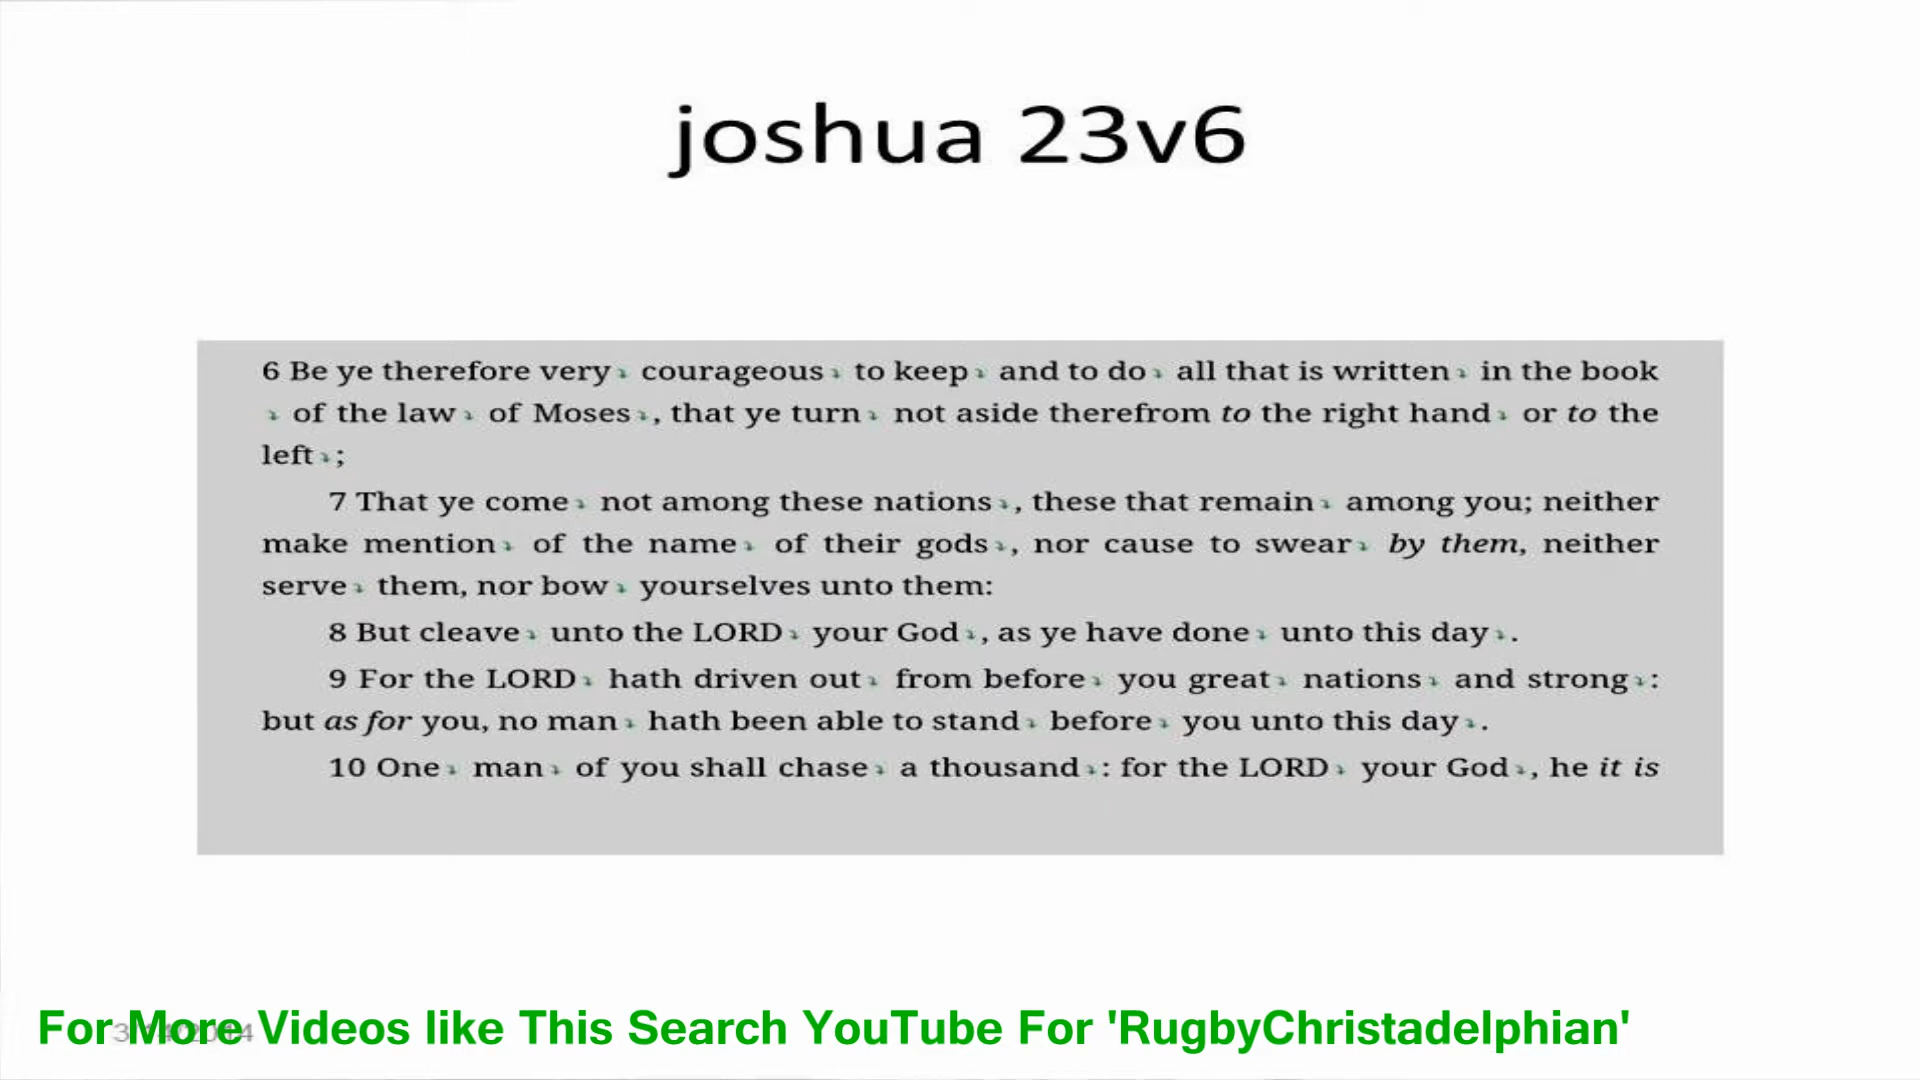 joshua 23v6
6 Be ye therefore very courageous to keep and to do all that is written in the book
of the law of Moses, that ye turn not aside therefrom to the right hand or to the
left;
7 That ye come not among these nations, these that remain among you; neither
make mention of the name of their gods, nor cause to swear by them, neither
serve them, nor bow yourselves unto them:
8 But cleave unto the LORD your God, as ye have done unto this day.
9 For the LORD hath driven out from before you great nations and strong:
but as for you, no man hath been able to stand before you unto this day.
10 One man of you shall chase a thousand: for the LORD your God, he it is
For More Videos like This Search YouTube For 'RugbyChristadelphian'